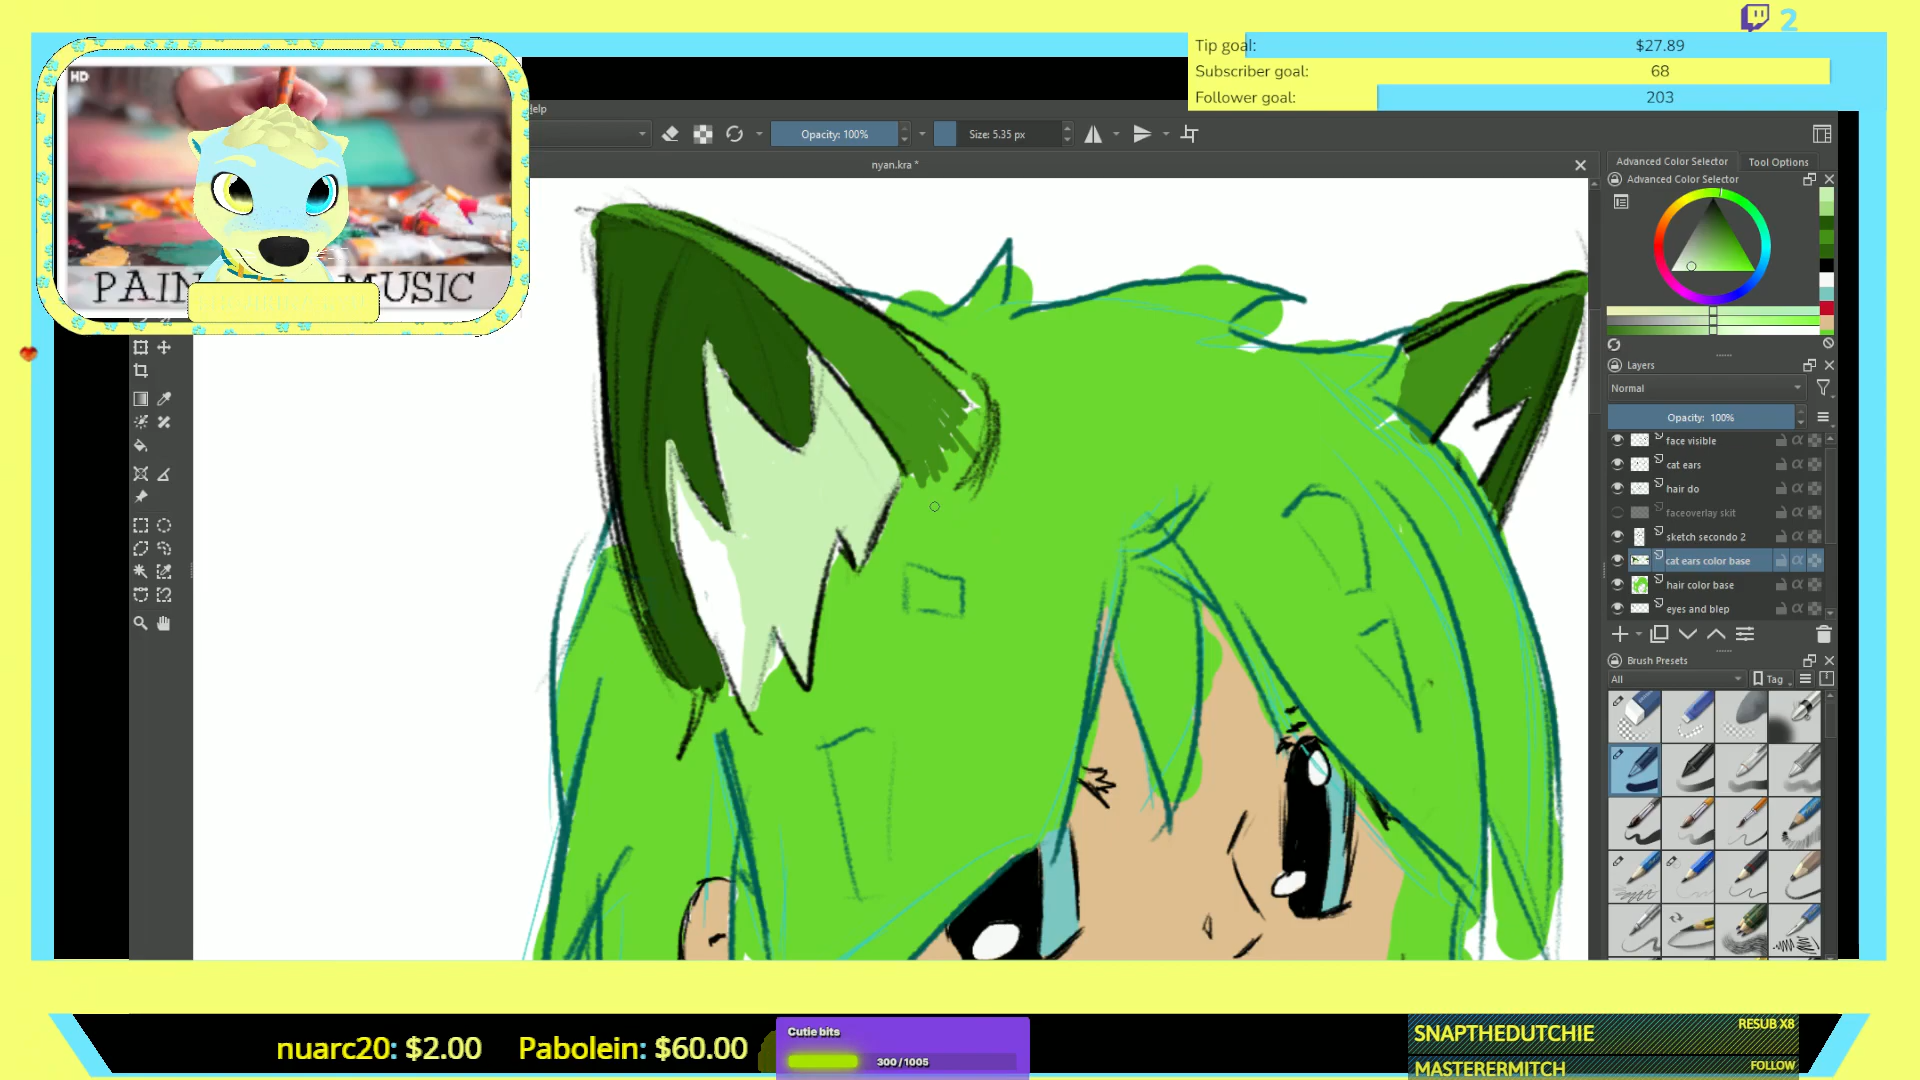 2
Tip goal: $27.89
Subscriber goal: 68
Follower goal: 203
HD
PAIN MUSIC
elp
Opacity: 100%
Size: 5.35 px
nyan.kra *
Advanced Color Selector
Tool Options
Advanced Color Selector
Layers
Normal
Opacity: 100%
face visible
cat ears
hair do
faceoverlay skit
sketch secondo 2
cat ears color base
hair color base
eyes and blep
Brush Presets
All
Tag
nuarc20: $2.00 Pabolein: $60.00
Cutie bits
300/1005
SNAPTHEDUTCHIE RESUB X8
MASTERERMITCH FOLLOW